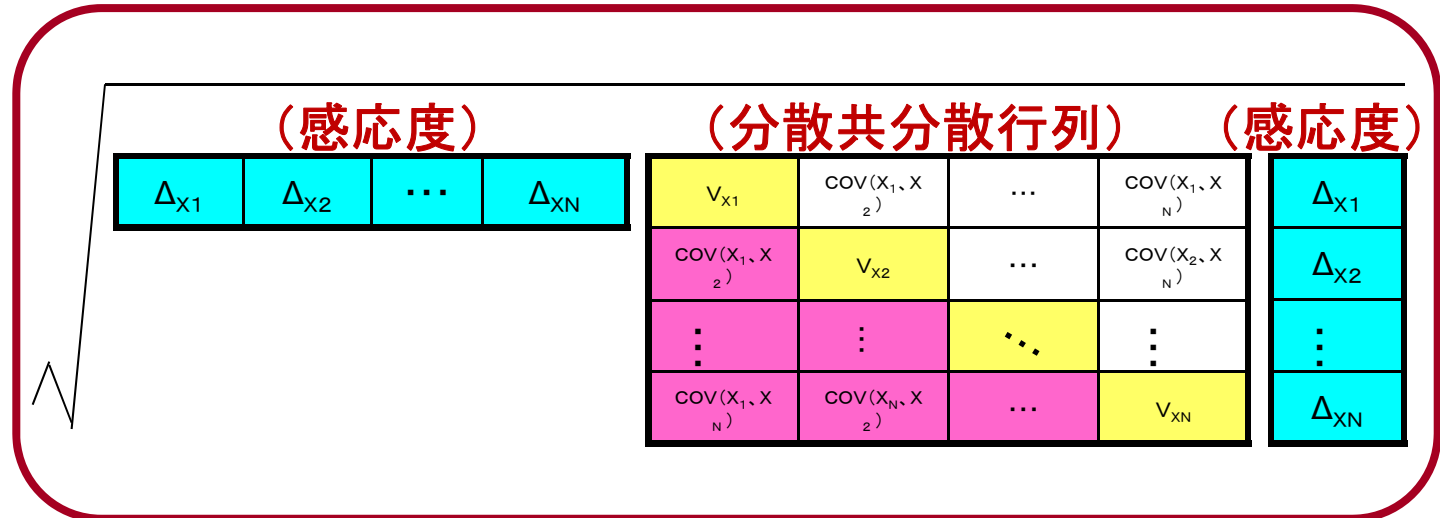 （感応度） （分散共分散行列） （感応度）
ΔX1 ΔX2 ・・・ ΔXN VX1 COV(X1、X2) ・・・ COV(X1、XN) ΔX1
COV(X1、X2) VX2 ・・・ COV(X2、XN) ΔX2
⋮ ⋮ ⋱ ⋮ ⋮
COV(X1、XN) COV(XN、X2) ・・・ VXN ΔXN